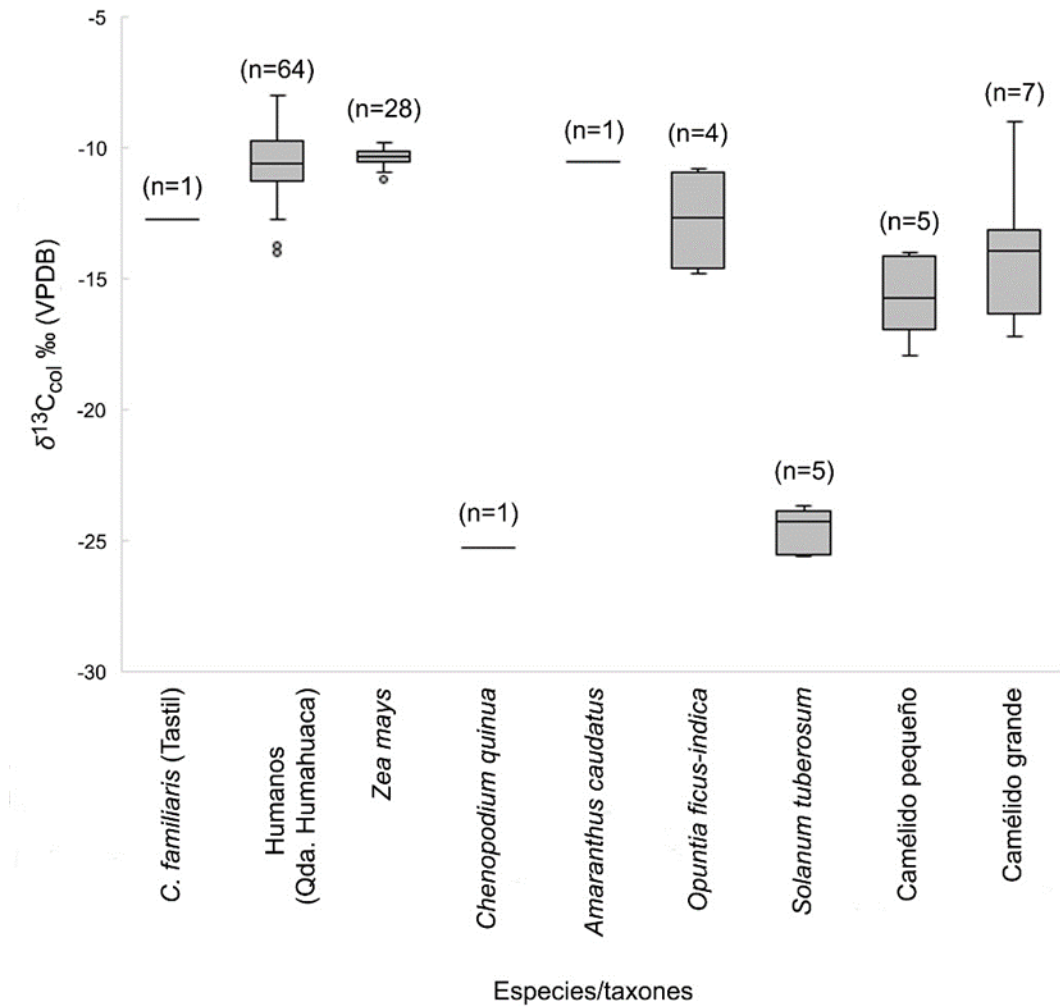 δ13Ccol ‰ (VPDB)
-5
-10
-15
-20
-25
-30
(n=1)
(n=64)
(n=28)
(n=1)
(n=1)
(n=4)
(n=5)
(n=5)
(n=7)
C. familiaris (Tastil)
Humanos
(Qda. Humahuaca)
Zea mays
Chenopodium quinua
Amaranthus caudatus
Opuntia ficus-indica
Solanum tuberosum
Camélido pequeño
Camélido grande
Especies/taxones